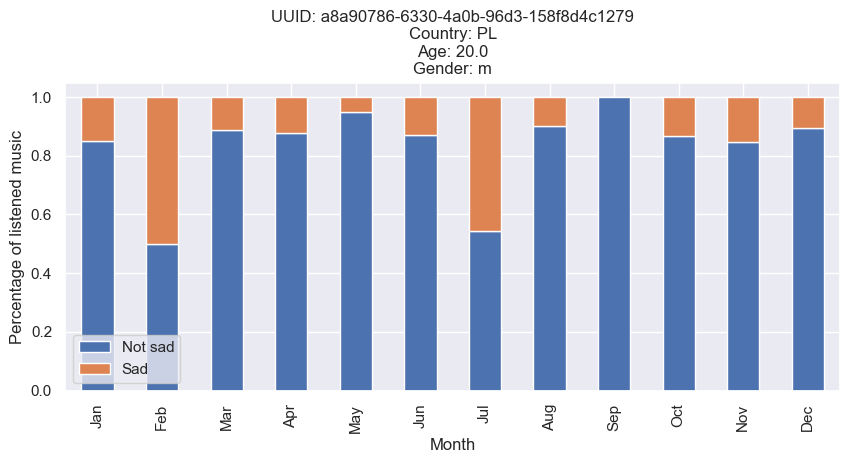 UUID: a8a90786-6330-4a0b-96d3-158f8d4c1279
Country: PL
Age: 20.0
Gender: m
Percentage of listened music
1.0
0.8
0.6
0.4
0.2
0.0
Not sad
Sad
Jan
Feb
Mar
Apr
May
Jun
Jul
Aug
Sep
Oct
Nov
Dec
Month